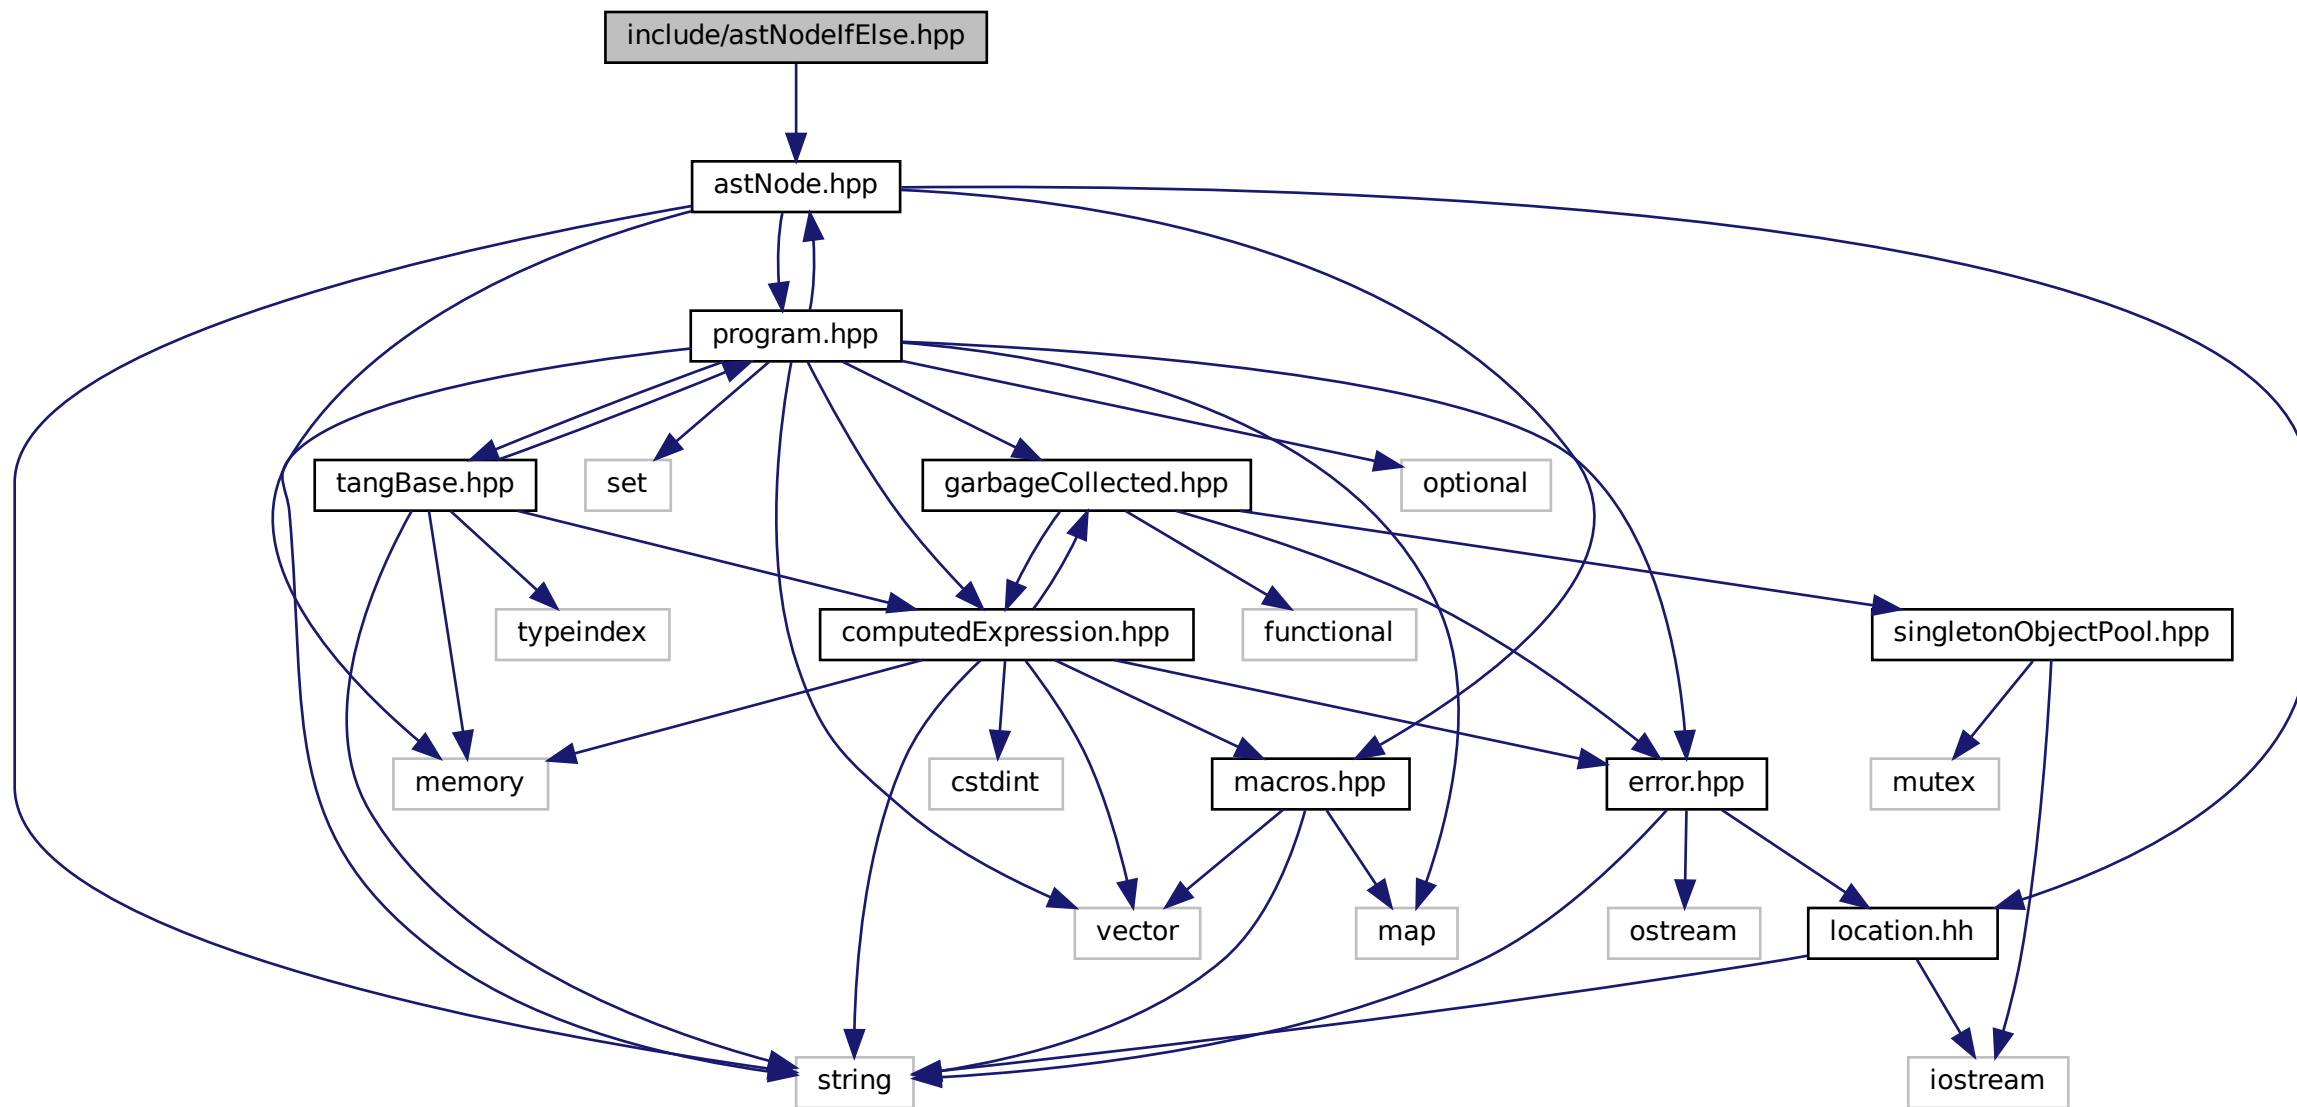 include/astNodeIfElse.hpp
astNode.hpp
program.hpp
tangBase.hpp
set
garbageCollected.hpp
optional
typeindex
computedExpression.hpp
functional
singletonObjectPool.hpp
memory
cstdint
macros.hpp
error.hpp
mutex
vector
map
ostream
location.hh
string
iostream